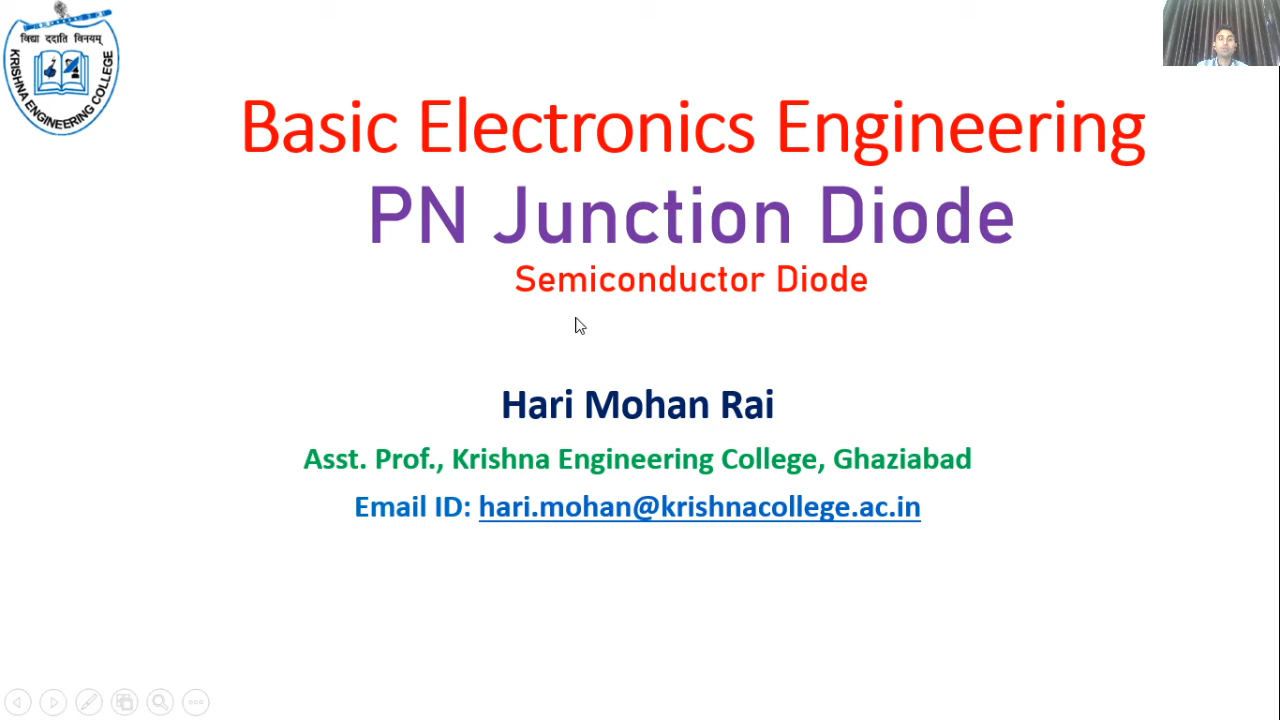 विद्या ददाति विनयम्
KRISHNA ENGINEERING COLLEGE
Basic Electronics Engineering
PN Junction Diode
Semiconductor Diode
Hari Mohan Rai
Asst. Prof., Krishna Engineering College, Ghaziabad
Email ID: hari.mohan@krishnacollege.ac.in